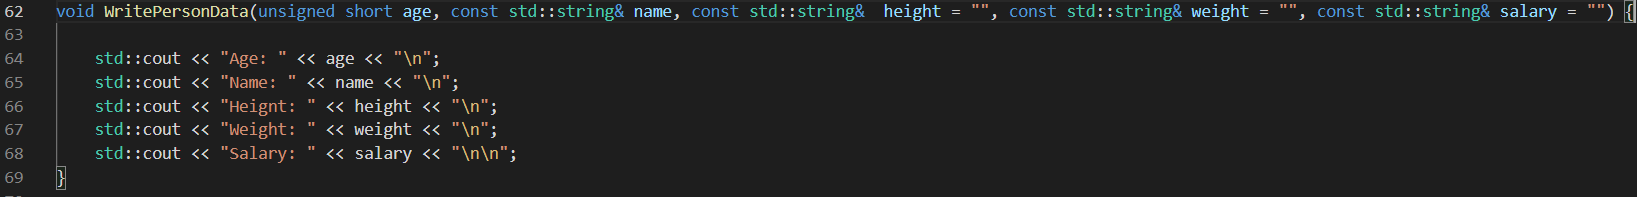 62 void WritePersonData(unsigned short age, const std::string& name, const std::string&  height = "", const std::string& weight = "", const std::string& salary = "") {
63
64     std::cout << "Age: " << age << "\n";
65     std::cout << "Name: " << name << "\n";
66     std::cout << "Heignt: " << height << "\n";
67     std::cout << "Weight: " << weight << "\n";
68     std::cout << "Salary: " << salary << "\n\n";
69 }